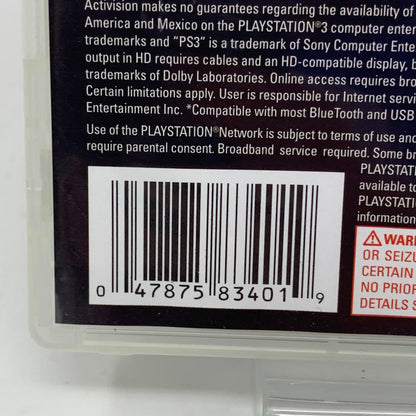 Activision makes no guarantees regarding the availability of
America and Mexico on the PLAYSTATION®3 computer enter
trademarks and "PS3" is a trademark of Sony Computer Ente
output in HD requires cables and an HD-compatible display, b
trademarks of Dolby Laboratories. Online access requires bro
Certain limitations apply. User is responsible for Internet servi
Entertainment Inc. *Compatible with most BlueTooth and USB
Use of the PLAYSTATION®Network is subject to terms of use and
require parental consent. Broadband service required. Some br
PLAYSTAT
available to
PLAYSTAT
information
⚠ WAR
OR SEIZU
CERTAIN
NO PRIO
DETAILS S
0 47875 83401 9